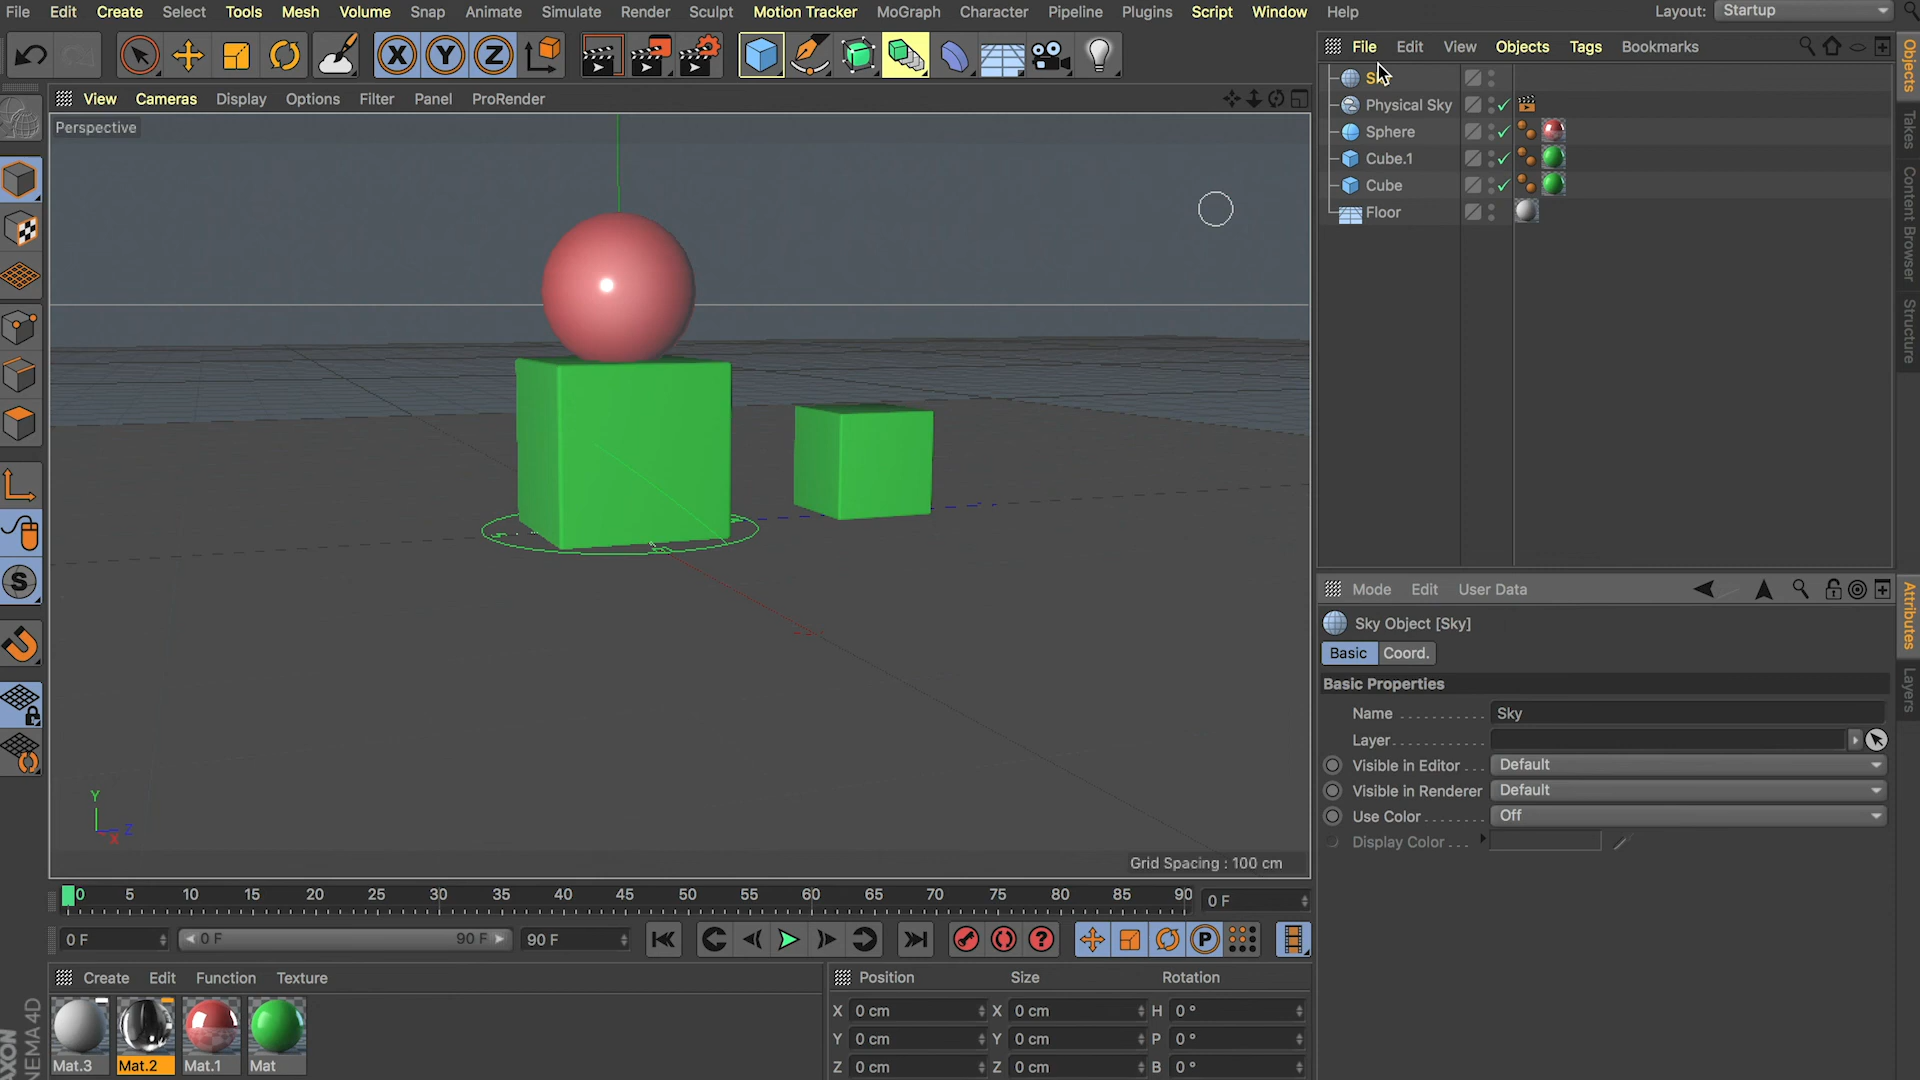 File Edit Create Select Tools Mesh Volume Snap Animate Simulate Render Sculpt Motion Tracker MoGraph Character Pipeline Plugins Script Window Help Layout: Startup
X Y Z
File Edit View Objects Tags Bookmarks
View Cameras Display Options Filter Panel ProRender
Perspective
Physical Sky
Sphere
Cube.1
Cube
Floor
Objects
Takes
Content Browser
Structure
Mode Edit User Data
Sky Object [Sky]
Basic Coord.
Basic Properties
Name Sky
Layer
Visible in Editor Default
Visible in Renderer Default
Use Color Off
Display Color
Attributes
Layers
S
Y
Z
X
Grid Spacing : 100 cm
0 5 10 15 20 25 30 35 40 45 50 55 60 65 70 75 80 85 90 0 F
0 F 0 F 90 F 90 F ? P
Create Edit Function Texture
Mat.3 Mat.2 Mat.1 Mat
Position Size Rotation
X 0 cm X 0 cm H 0 °
Y 0 cm Y 0 cm P 0 °
Z 0 cm Z 0 cm B 0 °